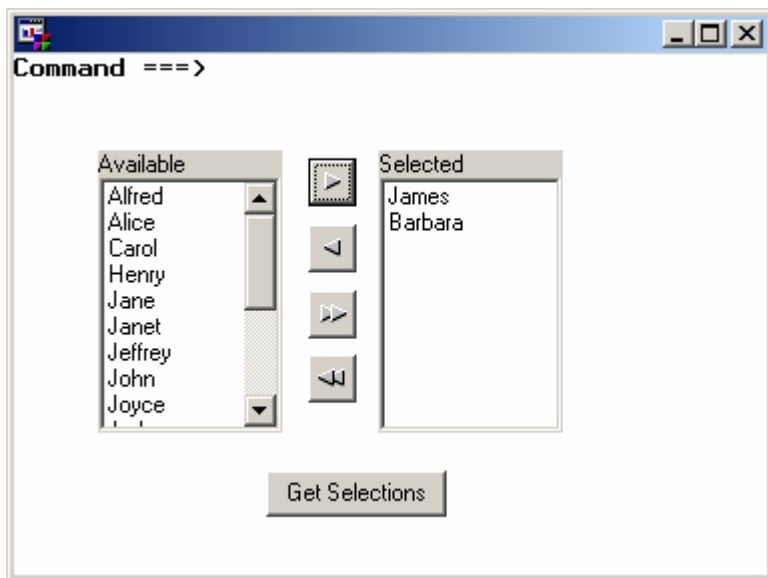 Command ===>
Available
Alfred
Alice
Carol
Henry
Jane
Janet
Jeffrey
John
Joyce
Selected
James
Barbara
Get Selections